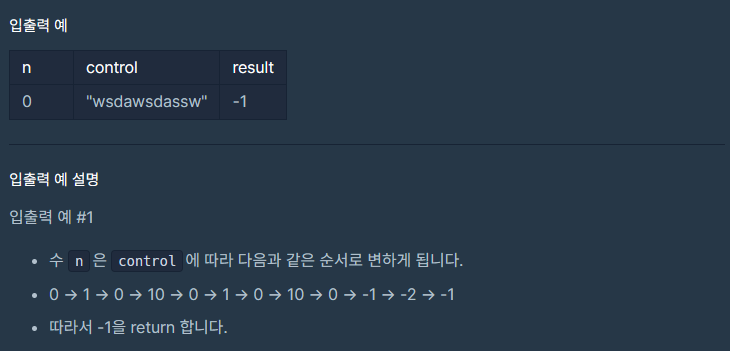 입출력 예
n control result
0 "wsdawsdassw" -1
입출력 예 설명
입출력 예 #1
• 수 n 은 control 에 따라 다음과 같은 순서로 변하게 됩니다.
• 0 → 1 → 0 → 10 → 0 → 1 → 0 → 10 → 0 → -1 → -2 → -1
• 따라서 -1을 return 합니다.